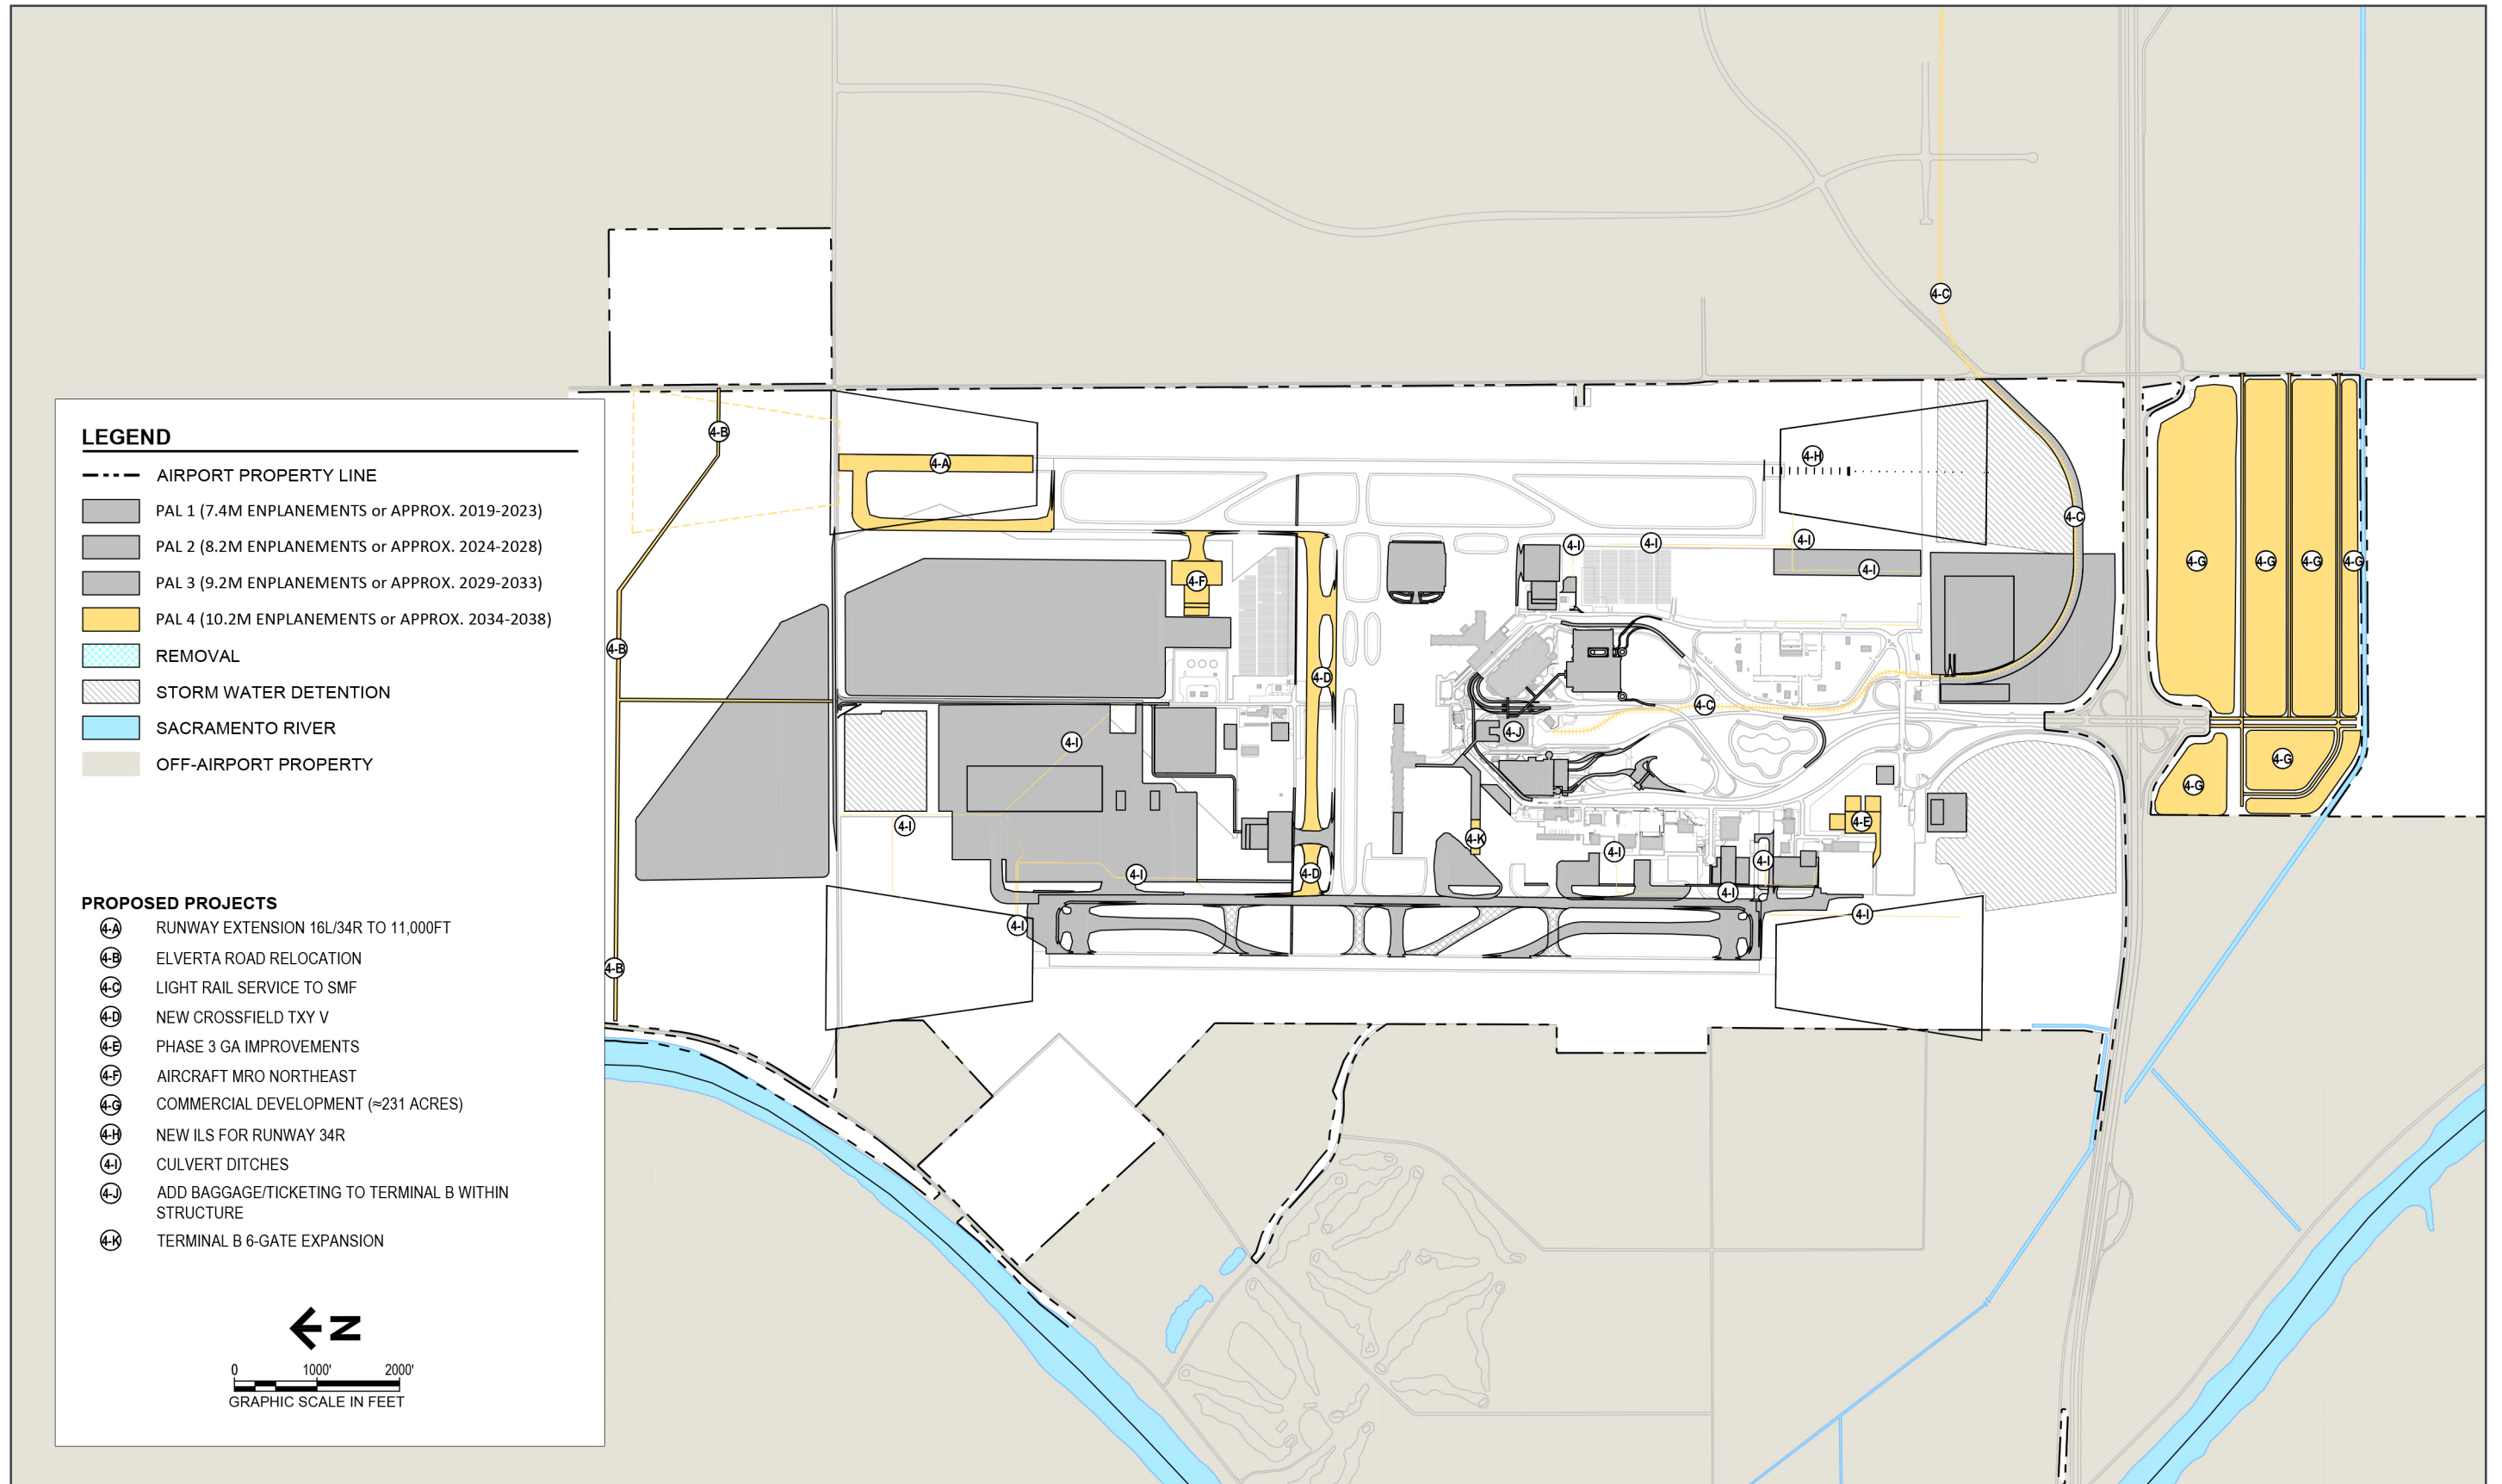 LEGEND
AIRPORT PROPERTY LINE
PAL 1 (7.4M ENPLANEMENTS or APPROX. 2019-2023)
PAL 2 (8.2M ENPLANEMENTS or APPROX. 2024-2028)
PAL 3 (9.2M ENPLANEMENTS or APPROX. 2029-2033)
PAL 4 (10.2M ENPLANEMENTS or APPROX. 2034-2038)
REMOVAL
STORM WATER DETENTION
SACRAMENTO RIVER
OFF-AIRPORT PROPERTY
PROPOSED PROJECTS
4-A RUNWAY EXTENSION 16L/34R TO 11,000FT
4-B ELVERTA ROAD RELOCATION
4-C LIGHT RAIL SERVICE TO SMF
4-D NEW CROSSFIELD TXY V
4-E PHASE 3 GA IMPROVEMENTS
4-F AIRCRAFT MRO NORTHEAST
4-G COMMERCIAL DEVELOPMENT (≈231 ACRES)
4-H NEW ILS FOR RUNWAY 34R
4-I CULVERT DITCHES
4-J ADD BAGGAGE/TICKETING TO TERMINAL B WITHIN
STRUCTURE
4-K TERMINAL B 6-GATE EXPANSION
N
0 1000' 2000'
GRAPHIC SCALE IN FEET
4-C
4-B
4-A
4-H
4-C
4-I
4-I
4-I
4-I
4-F
4-G
4-G
4-G
4-G
4-B
4-D
4-C
4-J
4-I
4-G
4-G
4-I
4-E
4-K
4-I
4-I
4-I
4-D
4-I
4-I
4-I
4-B